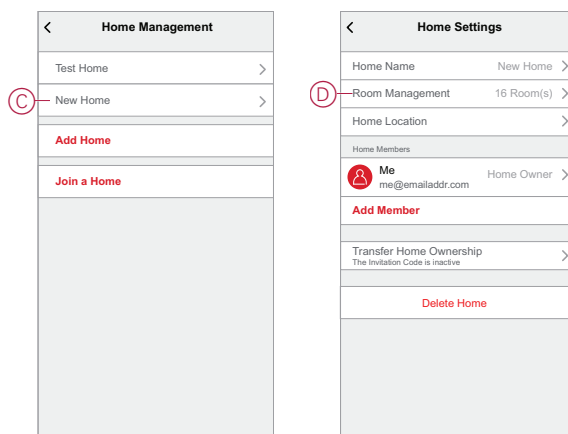 Home Management
Test Home
C
New Home
Add Home
Join a Home
Home Settings
Home Name New Home
D
Room Management 16 Room(s)
Home Location
Home Members
Me
me@emailaddr.com
Home Owner
Add Member
Transfer Home Ownership
The Invitation Code is inactive
Delete Home